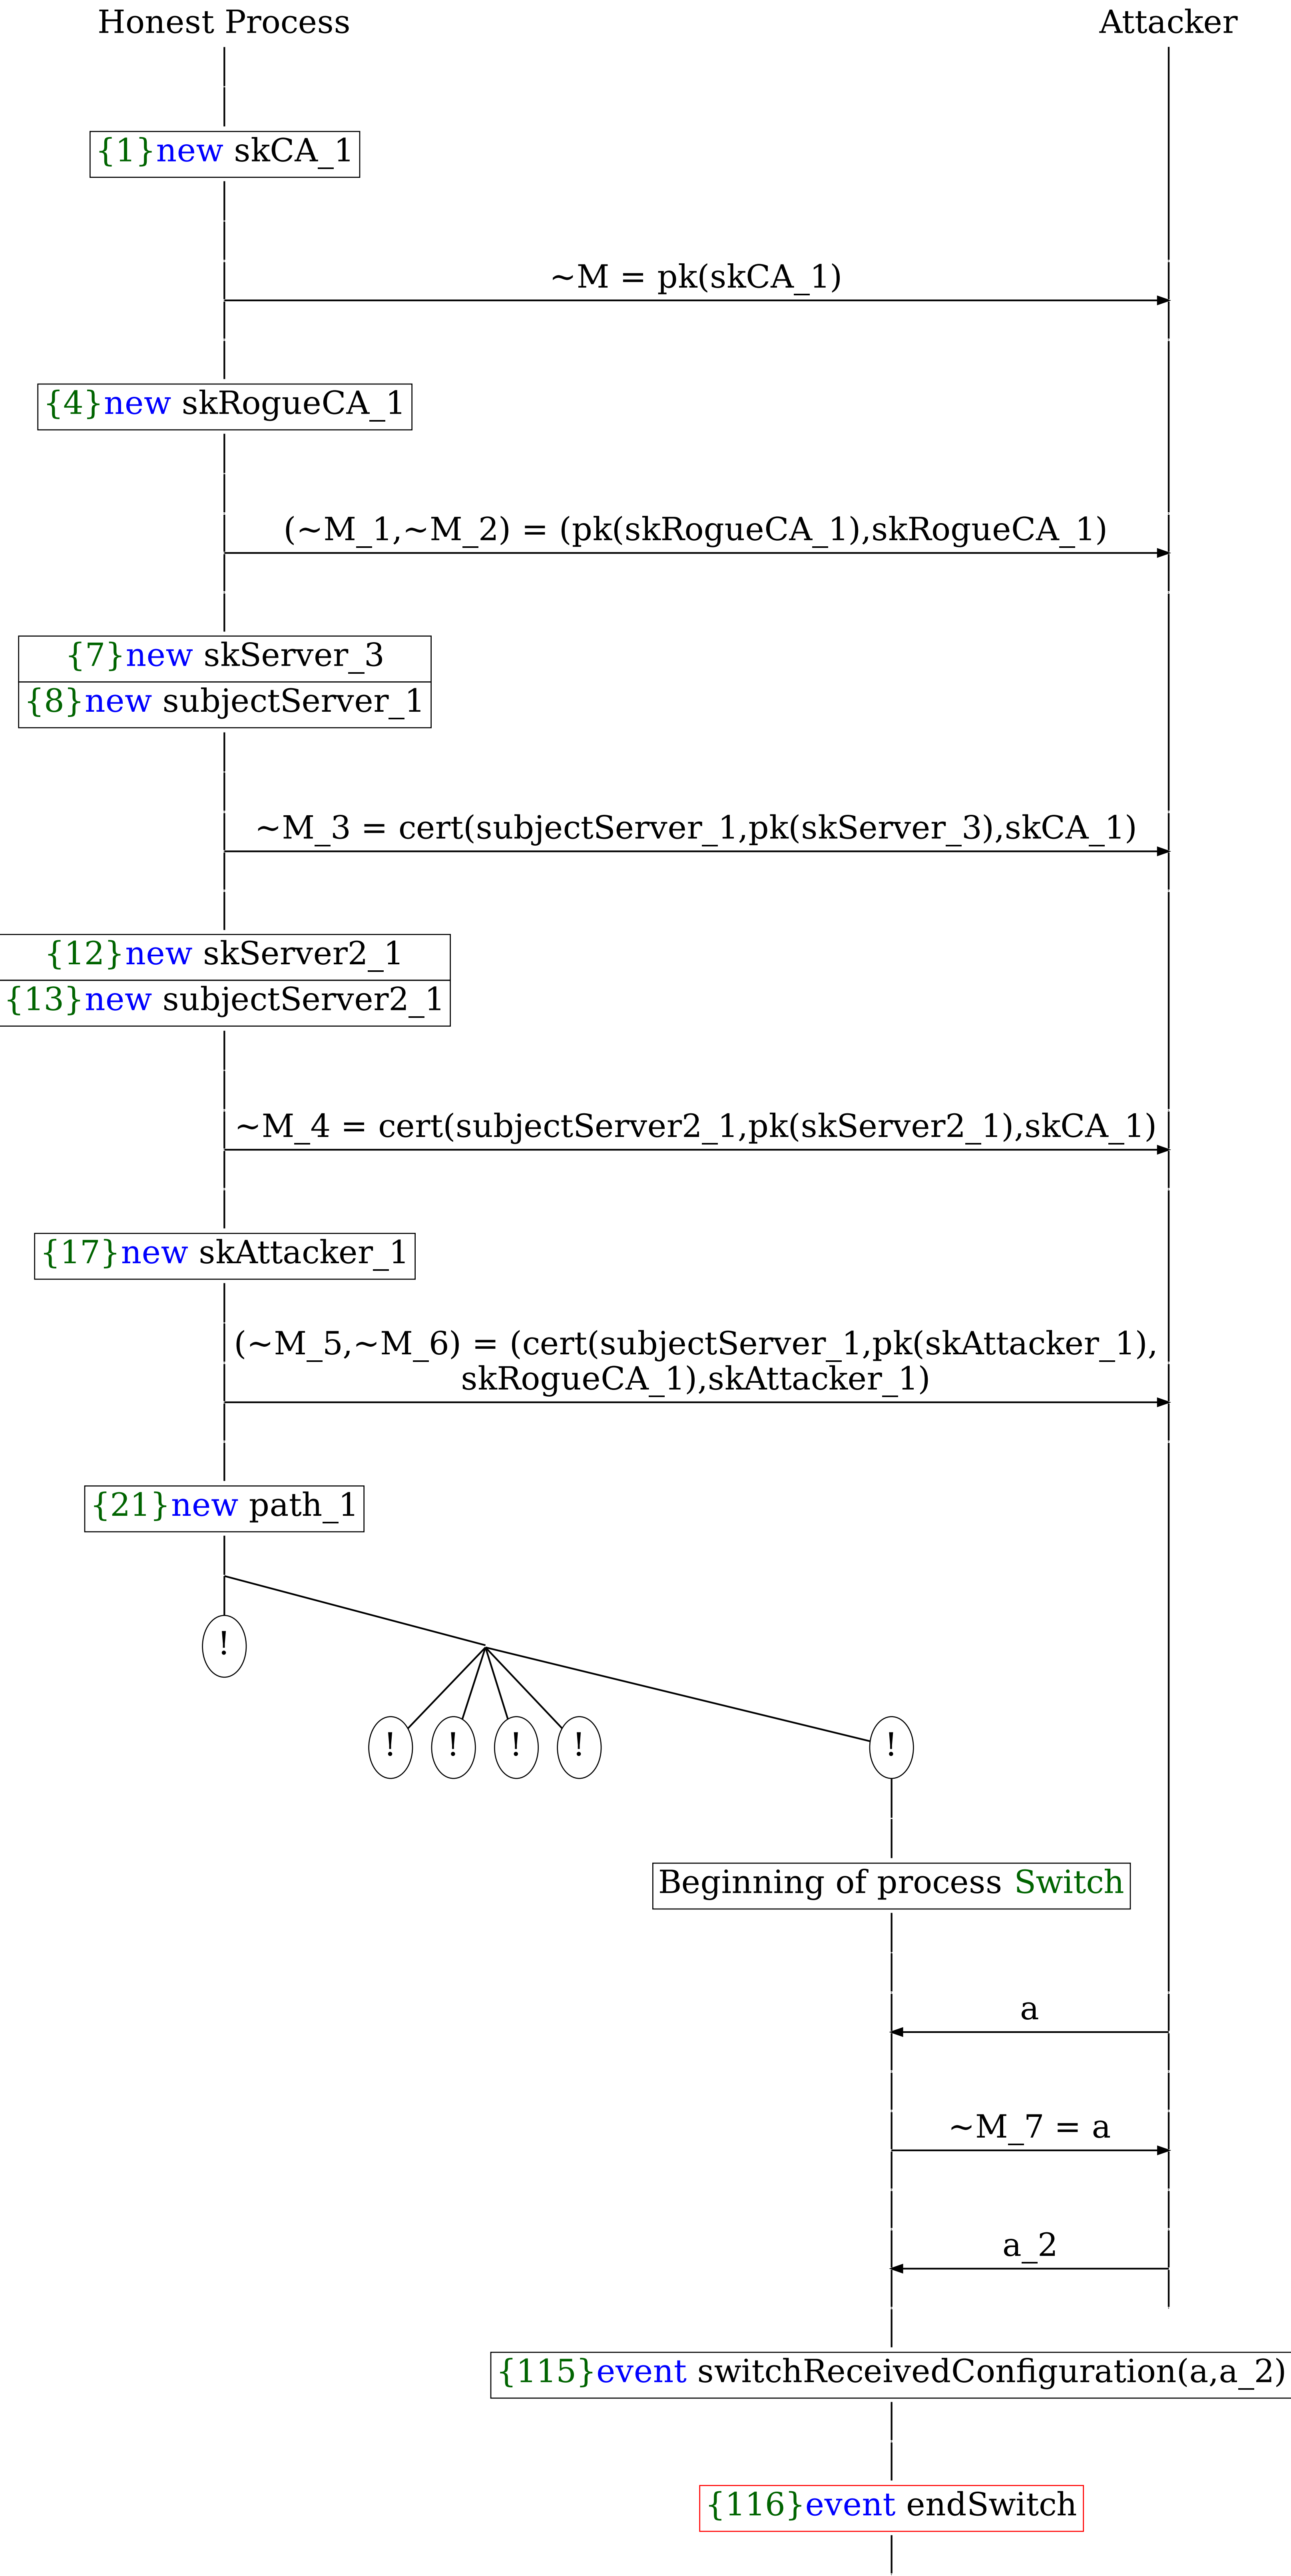 Honest Process
Attacker
{1}new skCA_1
~M = pk(skCA_1)
{4}new skRogueCA_1
(~M_1,~M_2) = (pk(skRogueCA_1),skRogueCA_1)
{7}new skServer_3
{8}new subjectServer_1
~M_3 = cert(subjectServer_1,pk(skServer_3),skCA_1)
{12}new skServer2_1
{13}new subjectServer2_1
~M_4 = cert(subjectServer2_1,pk(skServer2_1),skCA_1)
{17}new skAttacker_1
(~M_5,~M_6) = (cert(subjectServer_1,pk(skAttacker_1),
skRogueCA_1),skAttacker_1)
{21}new path_1
!
! ! ! ! !
Beginning of process Switch
a
~M_7 = a
a_2
{115}event switchReceivedConfiguration(a,a_2)
{116}event endSwitch